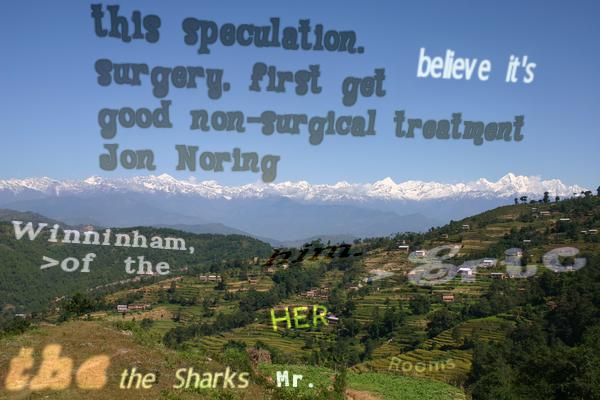 this speculation.
surgery. first get
good non-surgical treatment
Jon Noring
believe it's
Winninham,
>of the
him.
HER
Rooms
the
the Sharks
Mr.